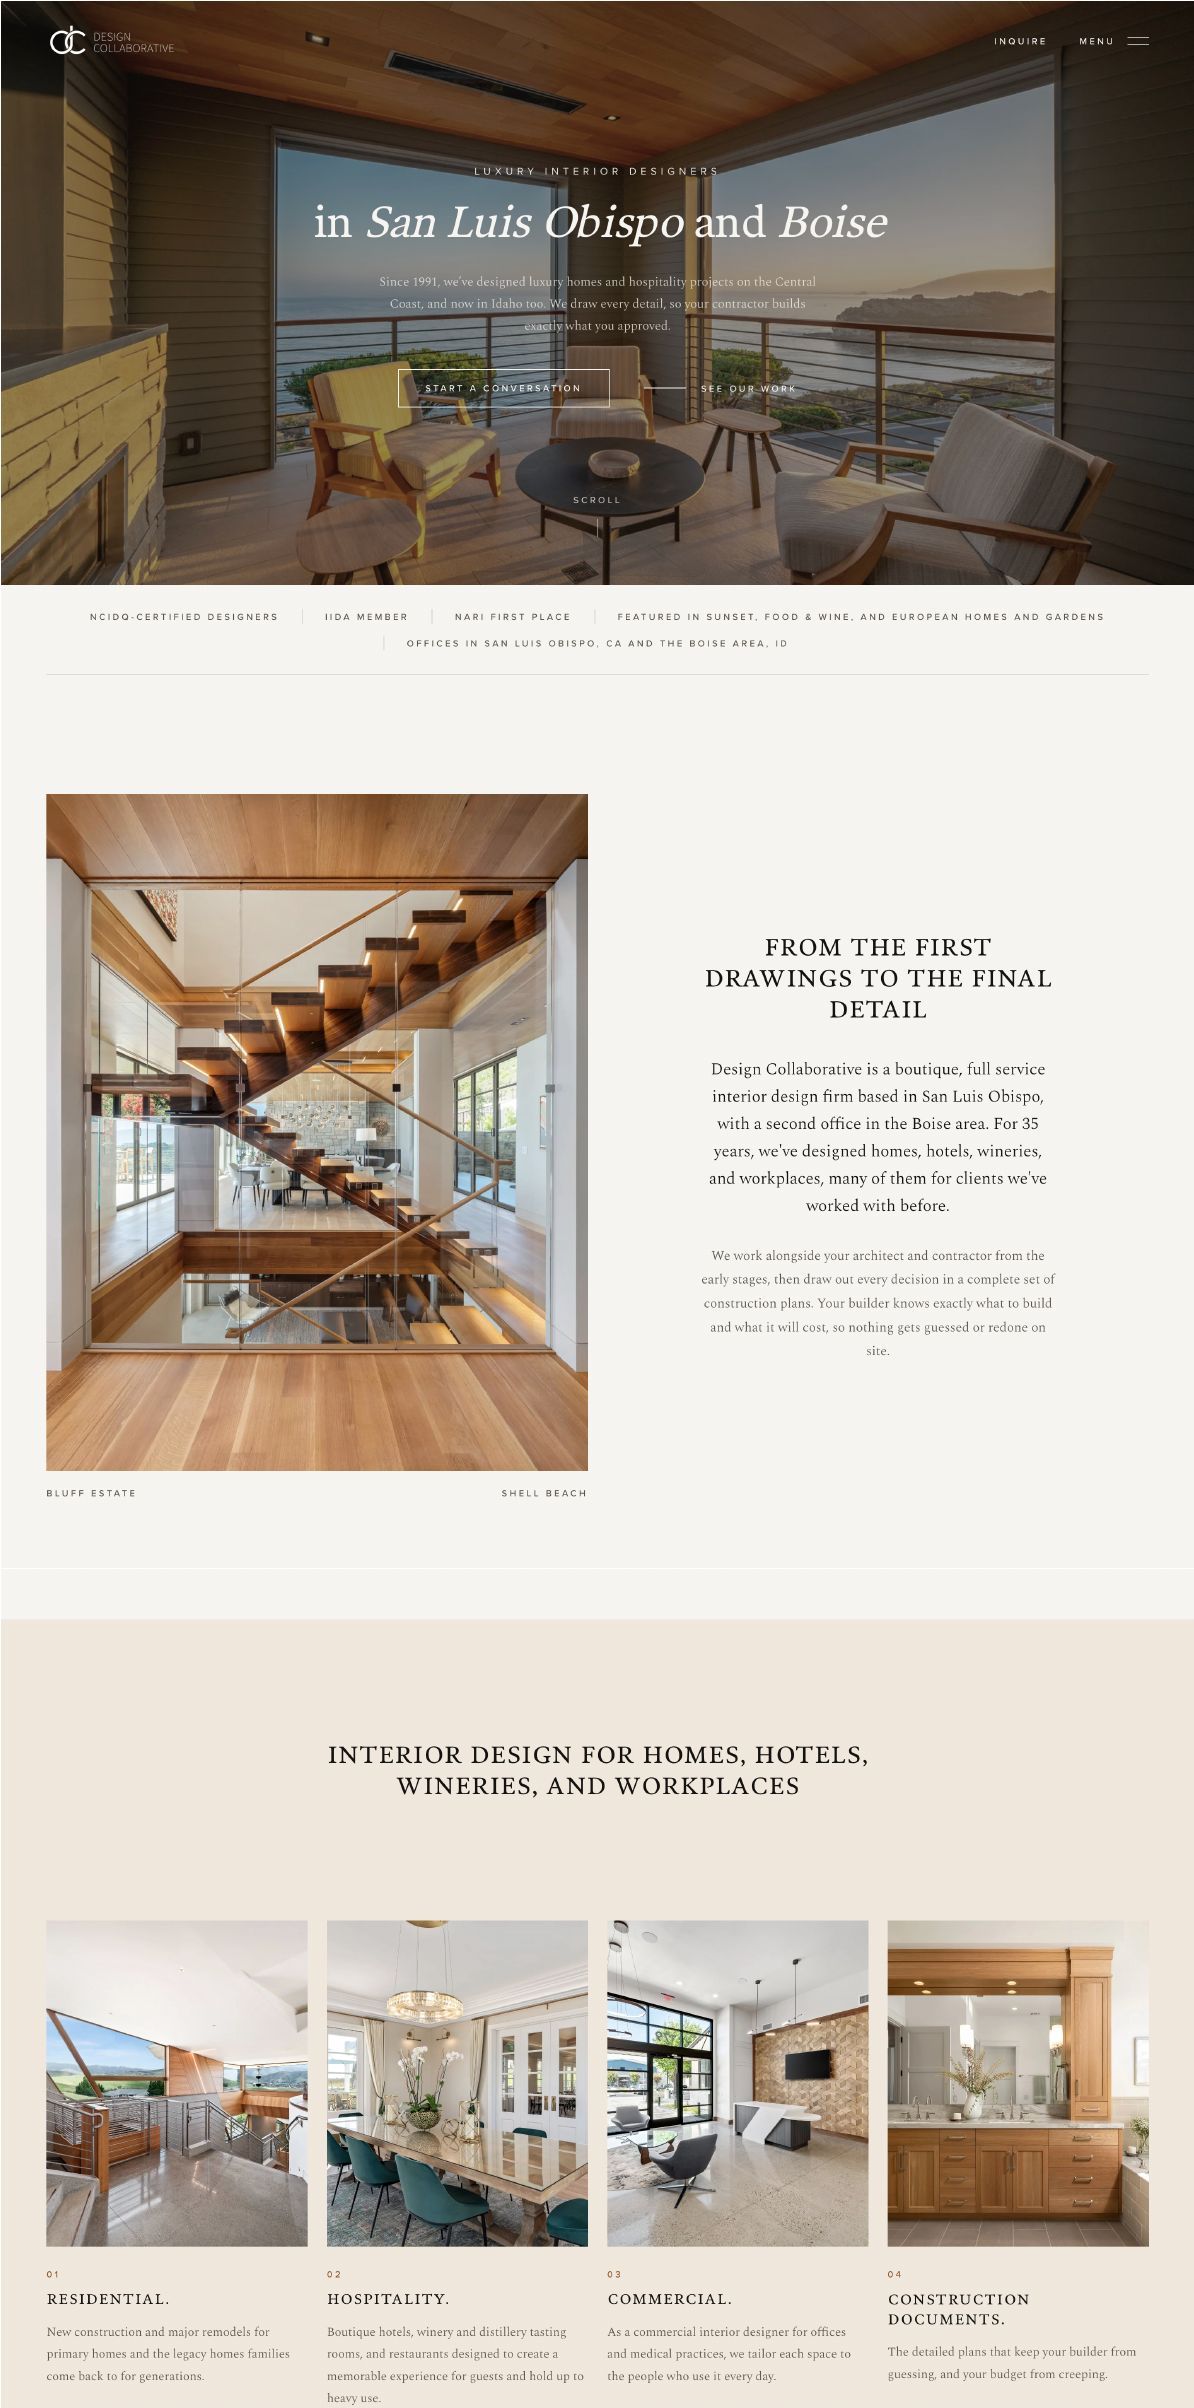 DESIGN
COLLABORATIVE
INQUIRE
MENU
LUXURY INTERIOR DESIGNERS
in San Luis Obispo and Boise
Since 1991, we've designed luxury homes and hospitality projects on the Central
Coast, and now in Idaho too. We draw every detail, so your contractor builds
exactly what you approved.
START A CONVERSATION
SEE OUR WORK
SCROLL
NCIDQ-CERTIFIED DESIGNERS
IIDA MEMBER
NARI FIRST PLACE
FEATURED IN SUNSET, FOOD & WINE, AND EUROPEAN HOMES AND GARDENS
OFFICES IN SAN LUIS OBISPO, CA AND THE BOISE AREA, ID
FROM THE FIRST
DRAWINGS TO THE FINAL
DETAIL
Design Collaborative is a boutique, full service
interior design firm based in San Luis Obispo,
with a second office in the Boise area. For 35
years, we've designed homes, hotels, wineries,
and workplaces, many of them for clients we've
worked with before.
We work alongside your architect and contractor from the
early stages, then draw out every decision in a complete set of
construction plans. Your builder knows exactly what to build
and what it will cost, so nothing gets guessed or redone on
site.
BLUFF ESTATE
SHELL BEACH
INTERIOR DESIGN FOR HOMES, HOTELS,
WINERIES, AND WORKPLACES
01
RESIDENTIAL.
New construction and major remodels for
primary homes and the legacy homes families
come back to for generations.
02
HOSPITALITY.
Boutique hotels, winery and distillery tasting
rooms, and restaurants designed to create a
memorable experience for guests and hold up to
heavy use.
03
COMMERCIAL.
As a commercial interior designer for offices
and medical practices, we tailor each space to
the people who use it every day.
04
CONSTRUCTION
DOCUMENTS.
The detailed plans that keep your builder from
guessing, and your budget from creeping.